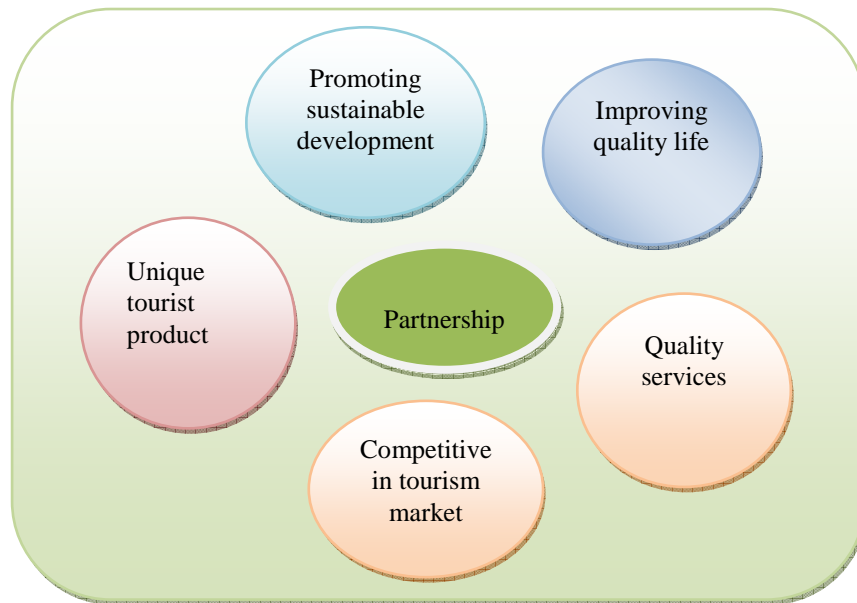 Promoting
sustainable
development
Improving
quality life
Unique
tourist
product
Partnership
Quality
services
Competitive
in tourism
market